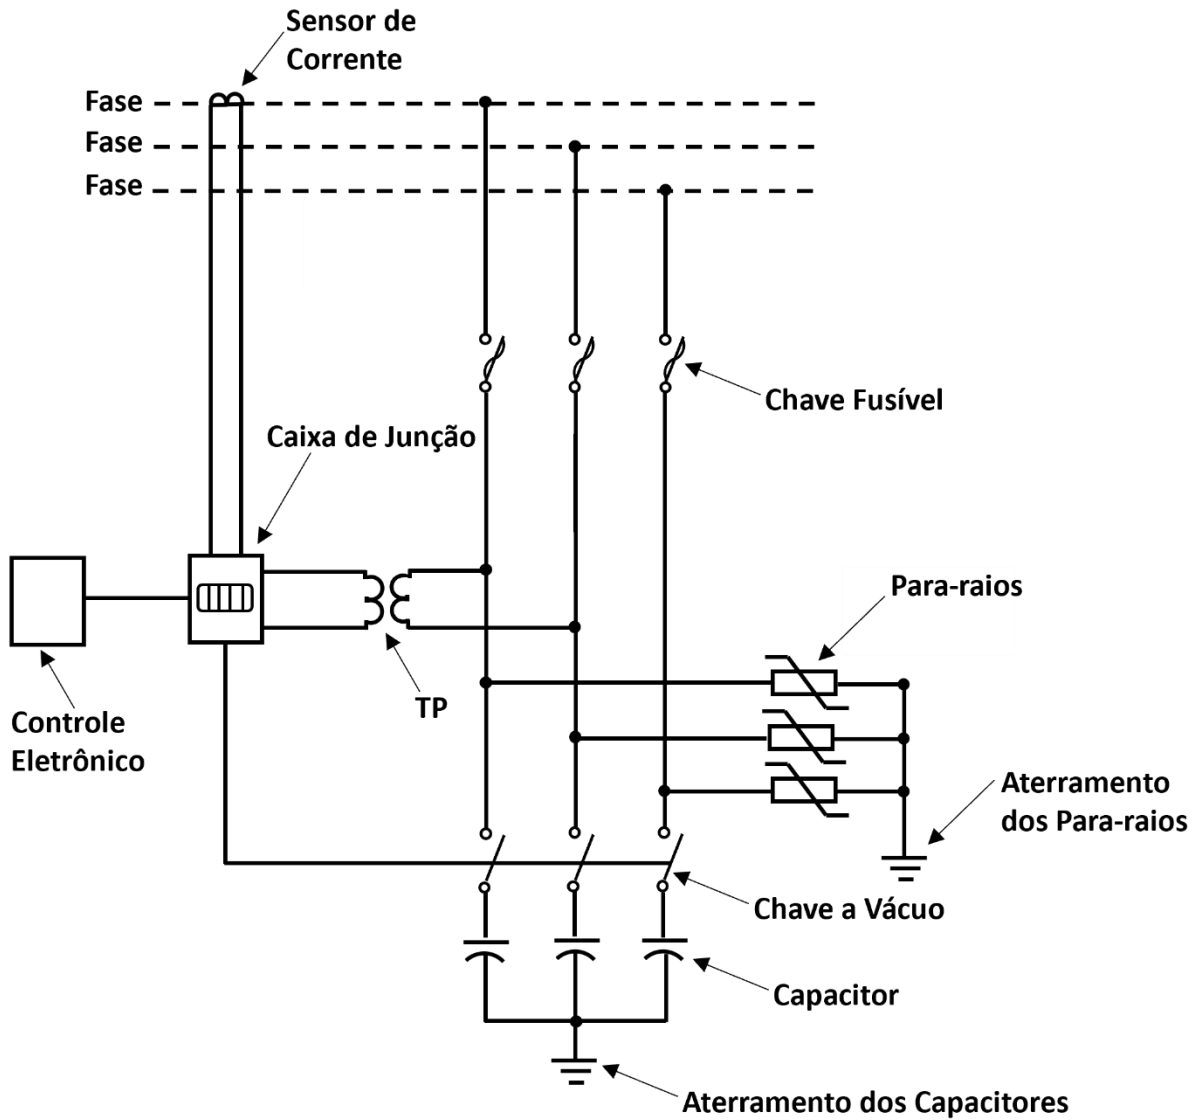 Sensor de
Corrente
Fase
Fase
Fase
Chave Fusível
Caixa de Junção
Para-raios
TP
Controle
Eletrônico
Aterramento
dos Para-raios
Chave a Vácuo
Capacitor
Aterramento dos Capacitores